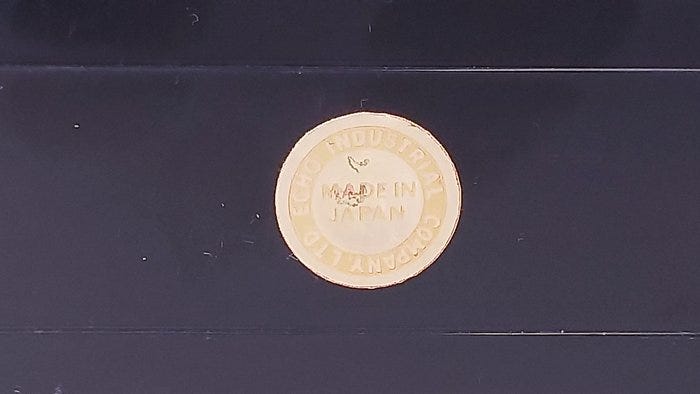 ECHO INDUSTRIAL COMPANY LTD
MADE IN
JAPAN